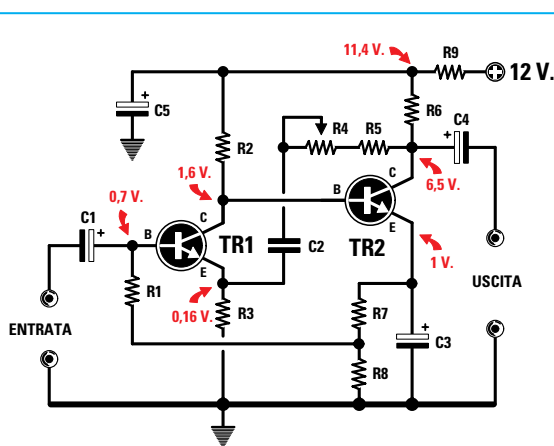 11,4 V.
R9
12 V.
+
C5
R6
C4
+
R4
R5
R2
1,6 V.
C
B
6,5 V.
0,7 V.
C1
+
B
C
E
TR1
C2
TR2
E
1 V.
USCITA
R1
0,16 V.
R3
R7
+
C3
ENTRATA
R8